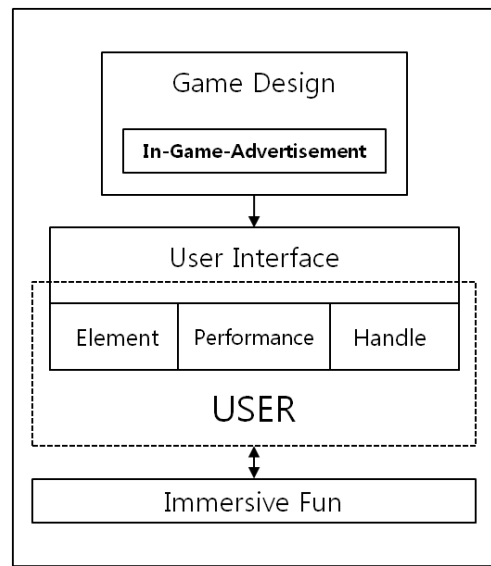 Game Design
In-Game-Advertisement
User Interface
Element Performance Handle
USER
Immersive Fun